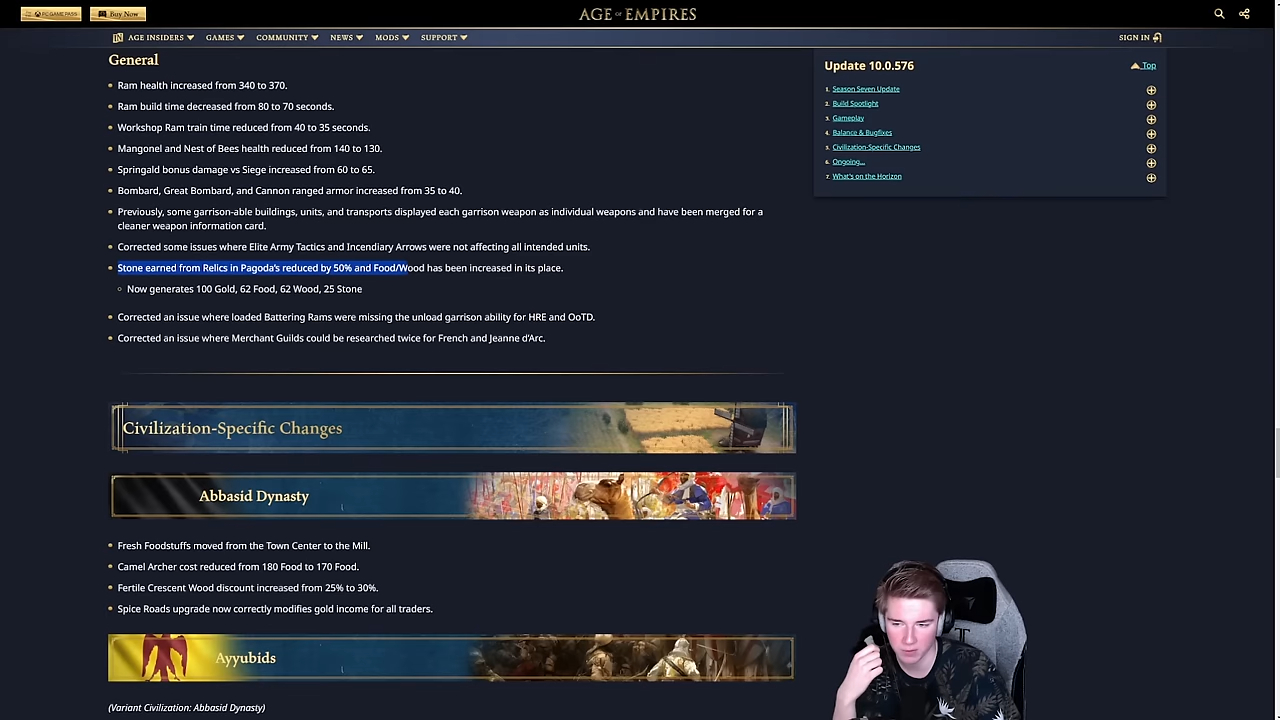 PC GAME PASS
Buy Now
AGE OF EMPIRES
AGE INSIDERS
GAMES
COMMUNITY
NEWS
MODS
SUPPORT
SIGN IN
General
Ram health increased from 340 to 370.
Ram build time decreased from 80 to 70 seconds.
Workshop Ram train time reduced from 40 to 35 seconds.
Mangonel and Nest of Bees health reduced from 140 to 130.
Springald bonus damage vs Siege increased from 60 to 65.
Bombard, Great Bombard, and Cannon ranged armor increased from 35 to 40.
Previously, some garrison-able buildings, units, and transports displayed each garrison weapon as individual weapons and have been merged for a
cleaner weapon information card.
Corrected some issues where Elite Army Tactics and Incendiary Arrows were not affecting all intended units.
Stone earned from Relics in Pagoda's reduced by 50% and Food/Wood has been increased in its place.
Now generates 100 Gold, 62 Food, 62 Wood, 25 Stone
Corrected an issue where loaded Battering Rams were missing the unload garrison ability for HRE and OoTD.
Corrected an issue where Merchant Guilds could be researched twice for French and Jeanne d'Arc.
Civilization-Specific Changes
Abbasid Dynasty
Fresh Foodstuffs moved from the Town Center to the Mill.
Camel Archer cost reduced from 180 Food to 170 Food.
Fertile Crescent Wood discount increased from 25% to 30%.
Spice Roads upgrade now correctly modifies gold income for all traders.
Ayyubids
(Variant Civilization: Abbasid Dynasty)
Update 10.0.576
Top
1. Season Seven Update
2. Build Spotlight
3. Gameplay
4. Balance & Bugfixes
5. Civilization-Specific Changes
6. Ongoing...
7. What's on the Horizon